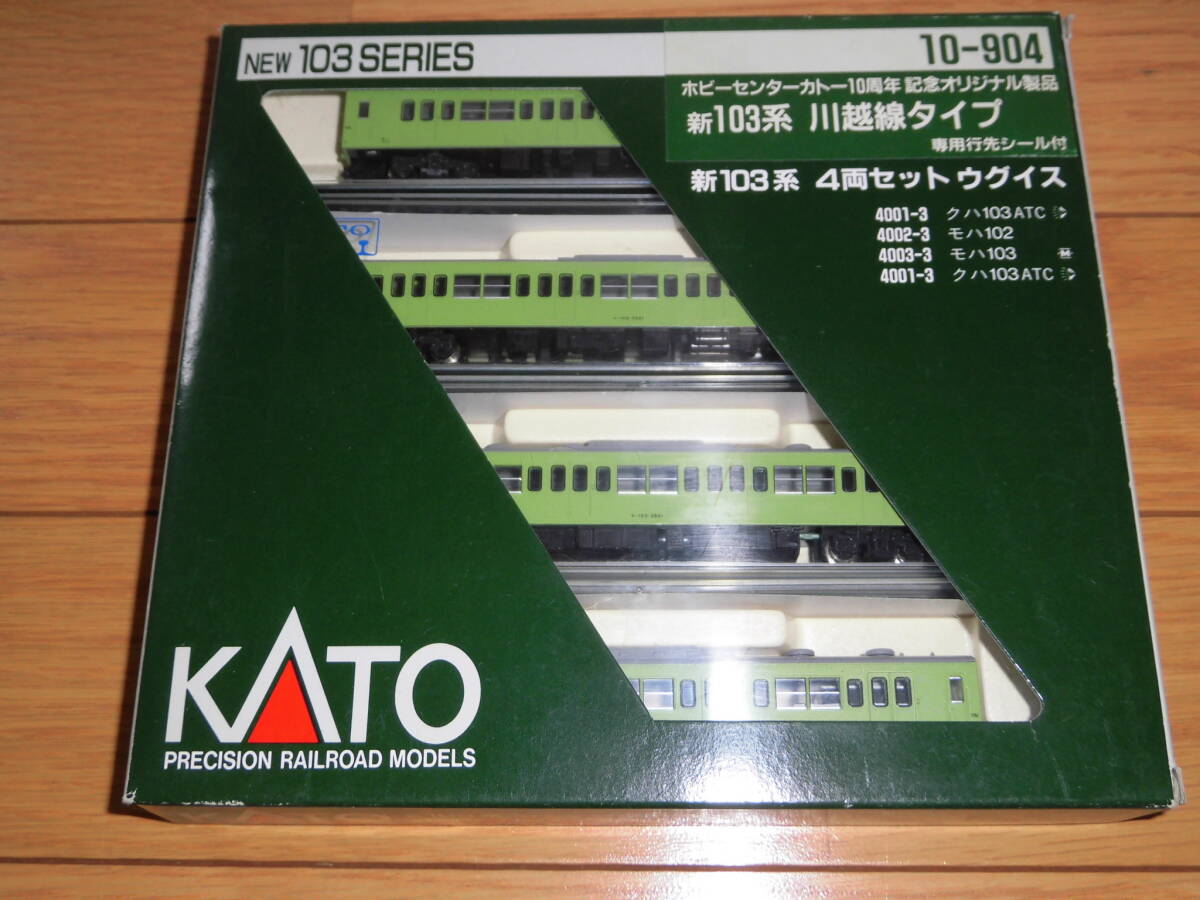 NEW 103 SERIES
10-904
ホビーセンターカトー10周年 記念オリジナル製品
新103系 川越線タイプ
専用行先シール付
新103系 4両セット ウグイス
4001-3 クハ103ATC
4002-3 モハ102
4003-3 モハ103 M
4001-3 クハ103ATC
KATO
PRECISION RAILROAD MODELS